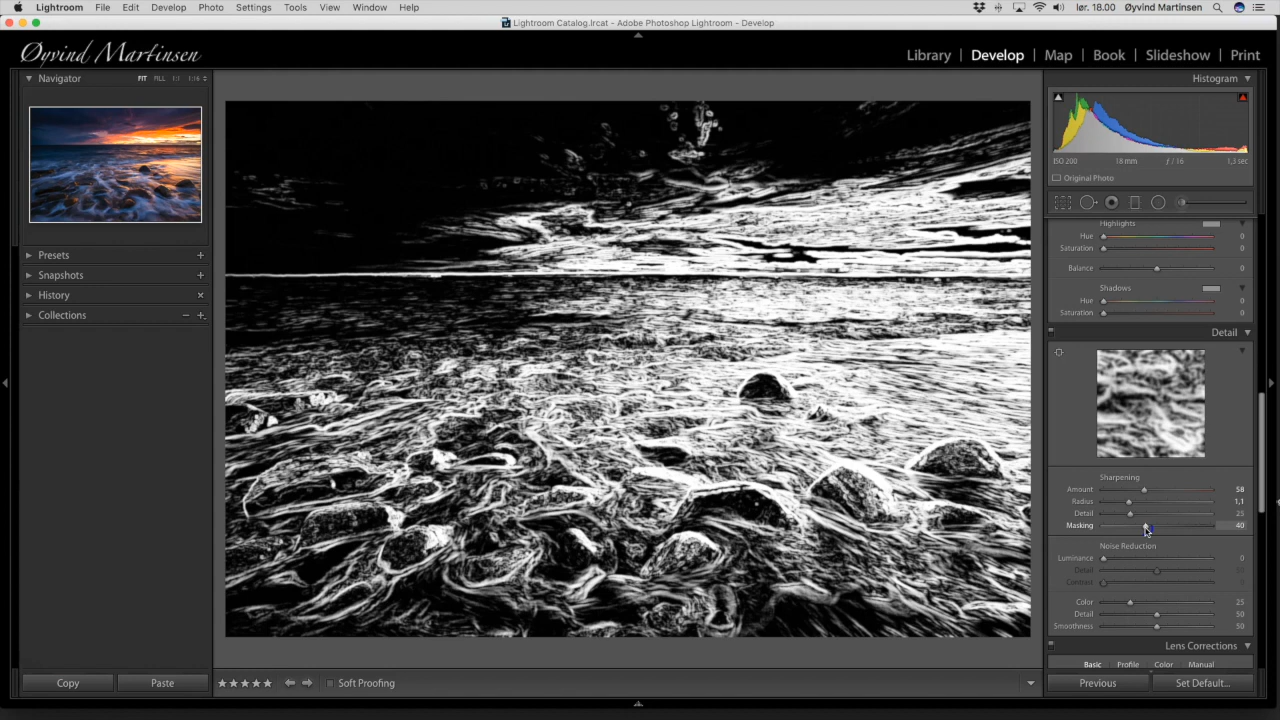 Lightroom File Edit Develop Photo Settings Tools View Window Help lør. 18.00 Øyvind Martinsen
Lightroom Catalog.lrcat - Adobe Photoshop Lightroom - Develop
Øyvind Martinsen Library | Develop | Map | Book | Slideshow | Print
Navigator FIT FILL 1:1 1:16
Presets
Snapshots
History
Collections
Histogram
ISO 200 18 mm ƒ / 16 1,3 sec
Original Photo
Highlights
Hue 0
Saturation 0
Balance 0
Shadows
Hue 0
Saturation 0
Detail
Sharpening
Amount 58
Radius 1,1
Detail 25
Masking 40
Noise Reduction
Luminance 0
Detail
Contrast
Color 25
Detail 50
Smoothness 50
Lens Corrections
Basic Profile Color Manual
Copy Paste
Soft Proofing
Previous Set Default...